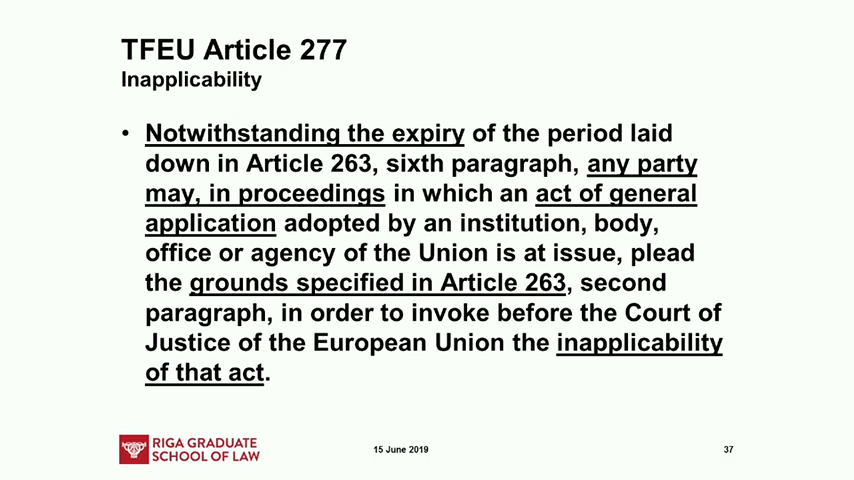 TFEU Article 277
Inapplicability
• Notwithstanding the expiry of the period laid
down in Article 263, sixth paragraph, any party
may, in proceedings in which an act of general
application adopted by an institution, body,
office or agency of the Union is at issue, plead
the grounds specified in Article 263, second
paragraph, in order to invoke before the Court of
Justice of the European Union the inapplicability
of that act.
RIGA GRADUATE
SCHOOL OF LAW
15 June 2019
37